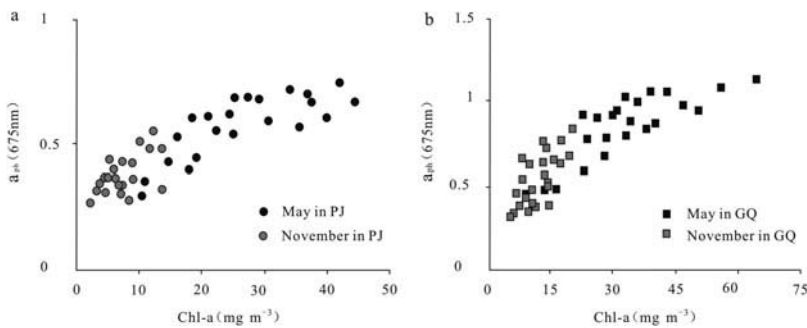 a
1
0.5
0
a ph (675nm)
May in PJ
November in PJ
0 10 20 30 40 50
Chl-a (mg m⁻³)
b
1.5
1
0.5
0
a ph (675nm)
May in GQ
November in GQ
0 15 30 45 60 75
Chl-a (mg m⁻³)